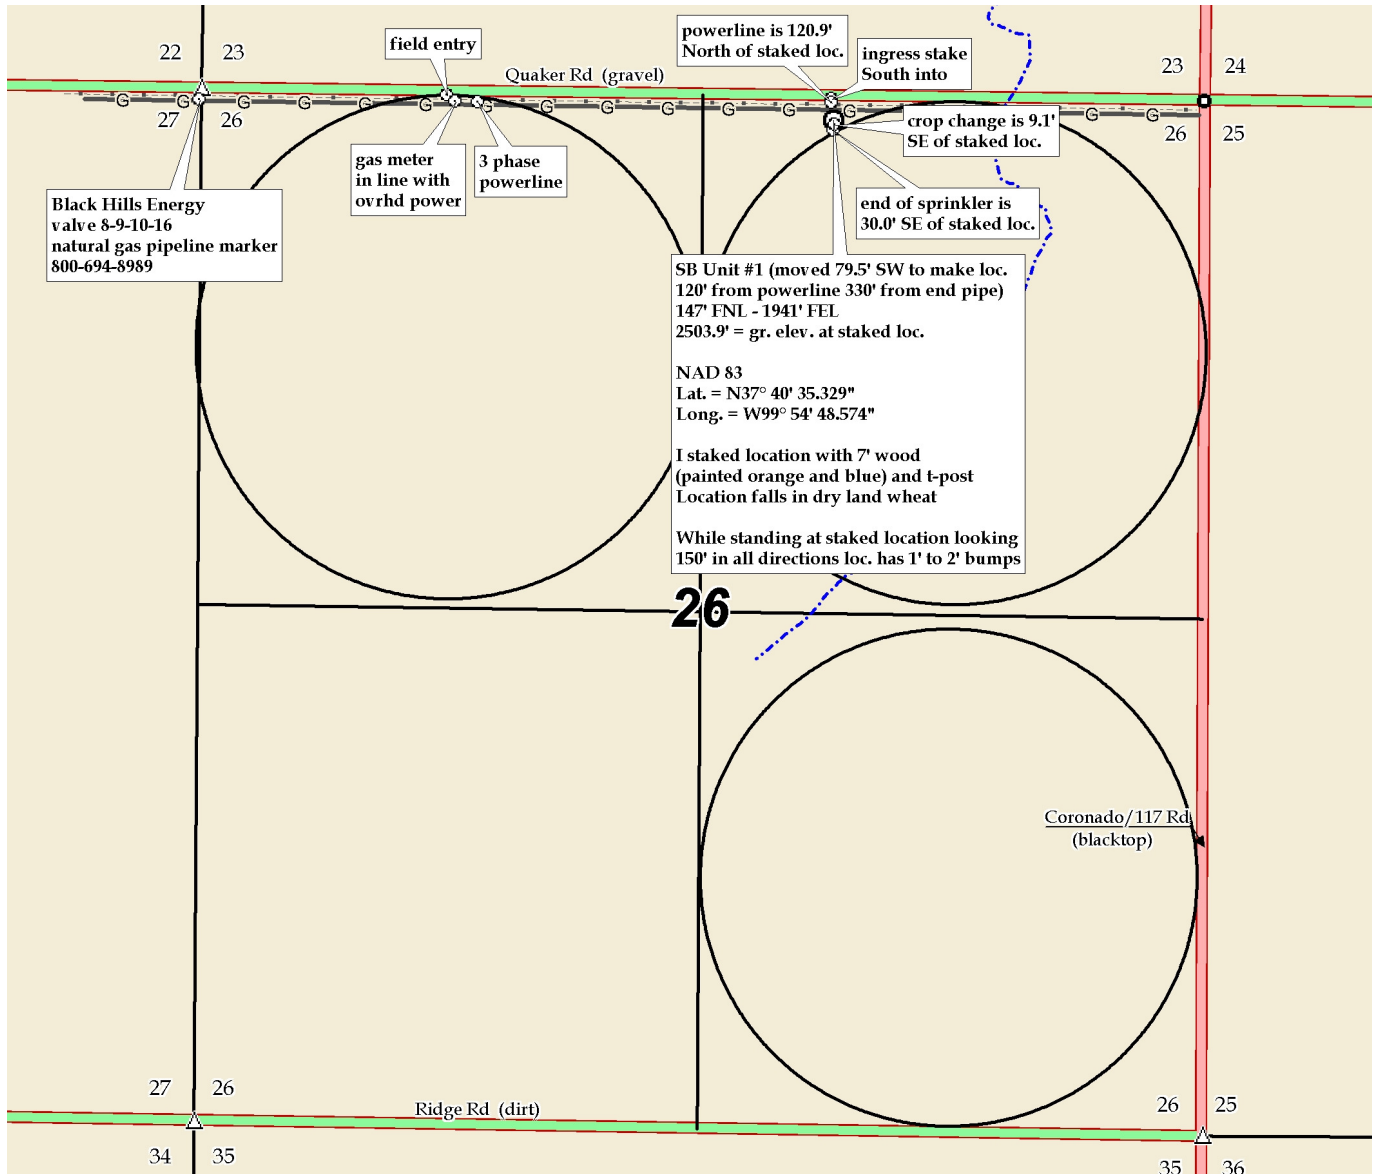 22
23
field entry
powerline is 120.9'
North of staked loc.
ingress stake
South into
23
24
Quaker Rd (gravel)
G G G G G G G G G G G G G G G G
27
26
26
25
crop change is 9.1'
SE of staked loc.
gas meter
in line with
ovrhd power
3 phase
powerline
Black Hills Energy
valve 8-9-10-16
natural gas pipeline marker
800-694-8989
end of sprinkler is
30.0' SE of staked loc.
SB Unit #1 (moved 79.5' SW to make loc.
120' from powerline 330' from end pipe)
147' FNL - 1941' FEL
2503.9' = gr. elev. at staked loc.
NAD 83
Lat. = N37° 40' 35.329"
Long. = W99° 54' 48.574"
I staked location with 7' wood
(painted orange and blue) and t-post
Location falls in dry land wheat
While standing at staked location looking
150' in all directions loc. has 1' to 2' bumps
26
Coronado/117 Rd
(blacktop)
27
26
Ridge Rd (dirt)
26
25
34
35
35
36